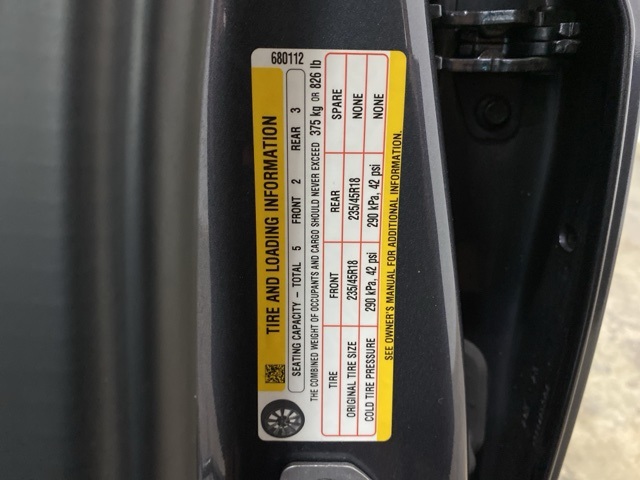 680112
TIRE AND LOADING INFORMATION
SEATING CAPACITY – TOTAL 5 FRONT 2 REAR 3
THE COMBINED WEIGHT OF OCCUPANTS AND CARGO SHOULD NEVER EXCEED 375 kg OR 826 lb
TIRE FRONT REAR SPARE
ORIGINAL TIRE SIZE 235/45R18 235/45R18 NONE
COLD TIRE PRESSURE 290 kPa, 42 psi 290 kPa, 42 psi NONE
SEE OWNER'S MANUAL FOR ADDITIONAL INFORMATION.